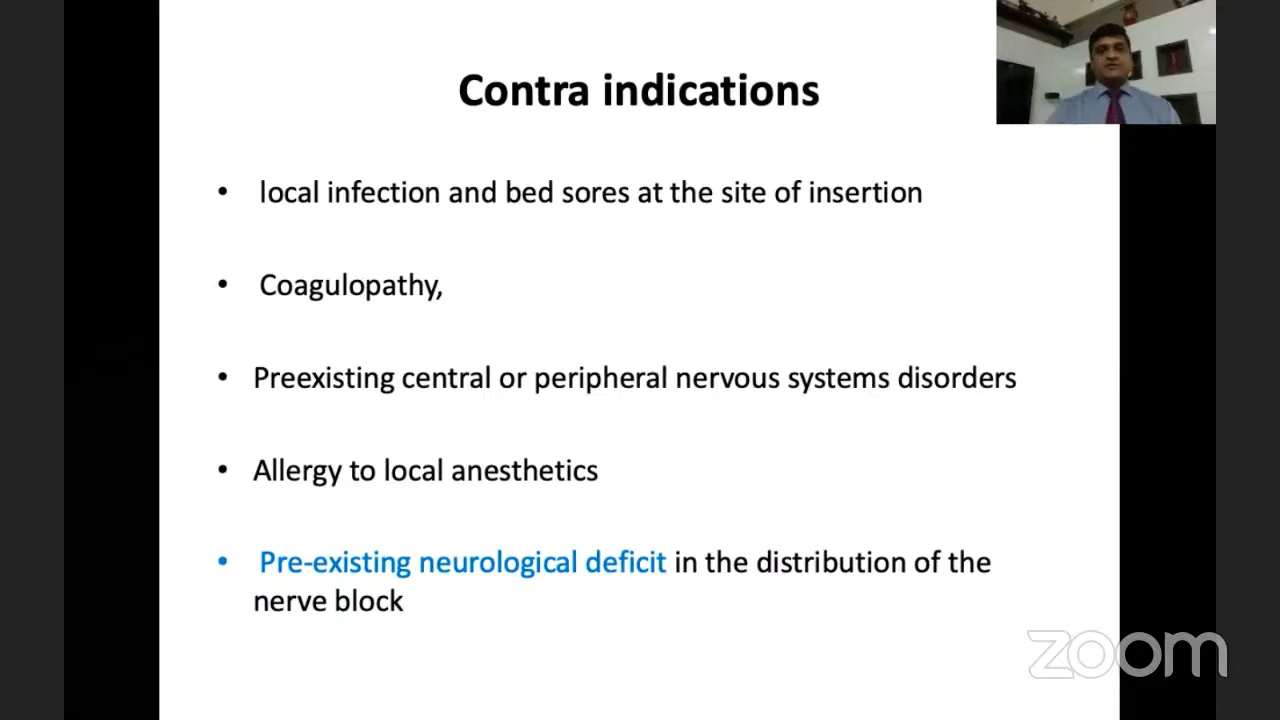 Contra indications
• local infection and bed sores at the site of insertion
• Coagulopathy,
• Preexisting central or peripheral nervous systems disorders
• Allergy to local anesthetics
• Pre-existing neurological deficit in the distribution of the
nerve block
zoom